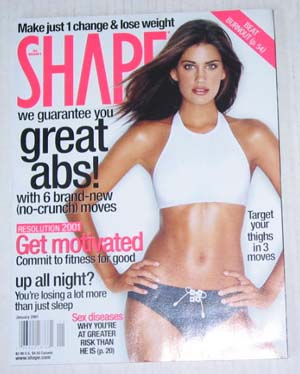 Make just 1 change & lose weight
SHAPE
BEAT
BURNOUT (p. 54)
we guarantee you
great
abs!
with 6 brand-new
(no-crunch) moves
RESOLUTION 2001
Get motivated
Commit to fitness for good
up all night?
You're losing a lot more
than just sleep
Target
your
thighs
in 3
moves
January 2001
www.shape.com
Sex diseases
WHY YOU'RE
AT GREATER
RISK THAN
HE IS (p. 20)